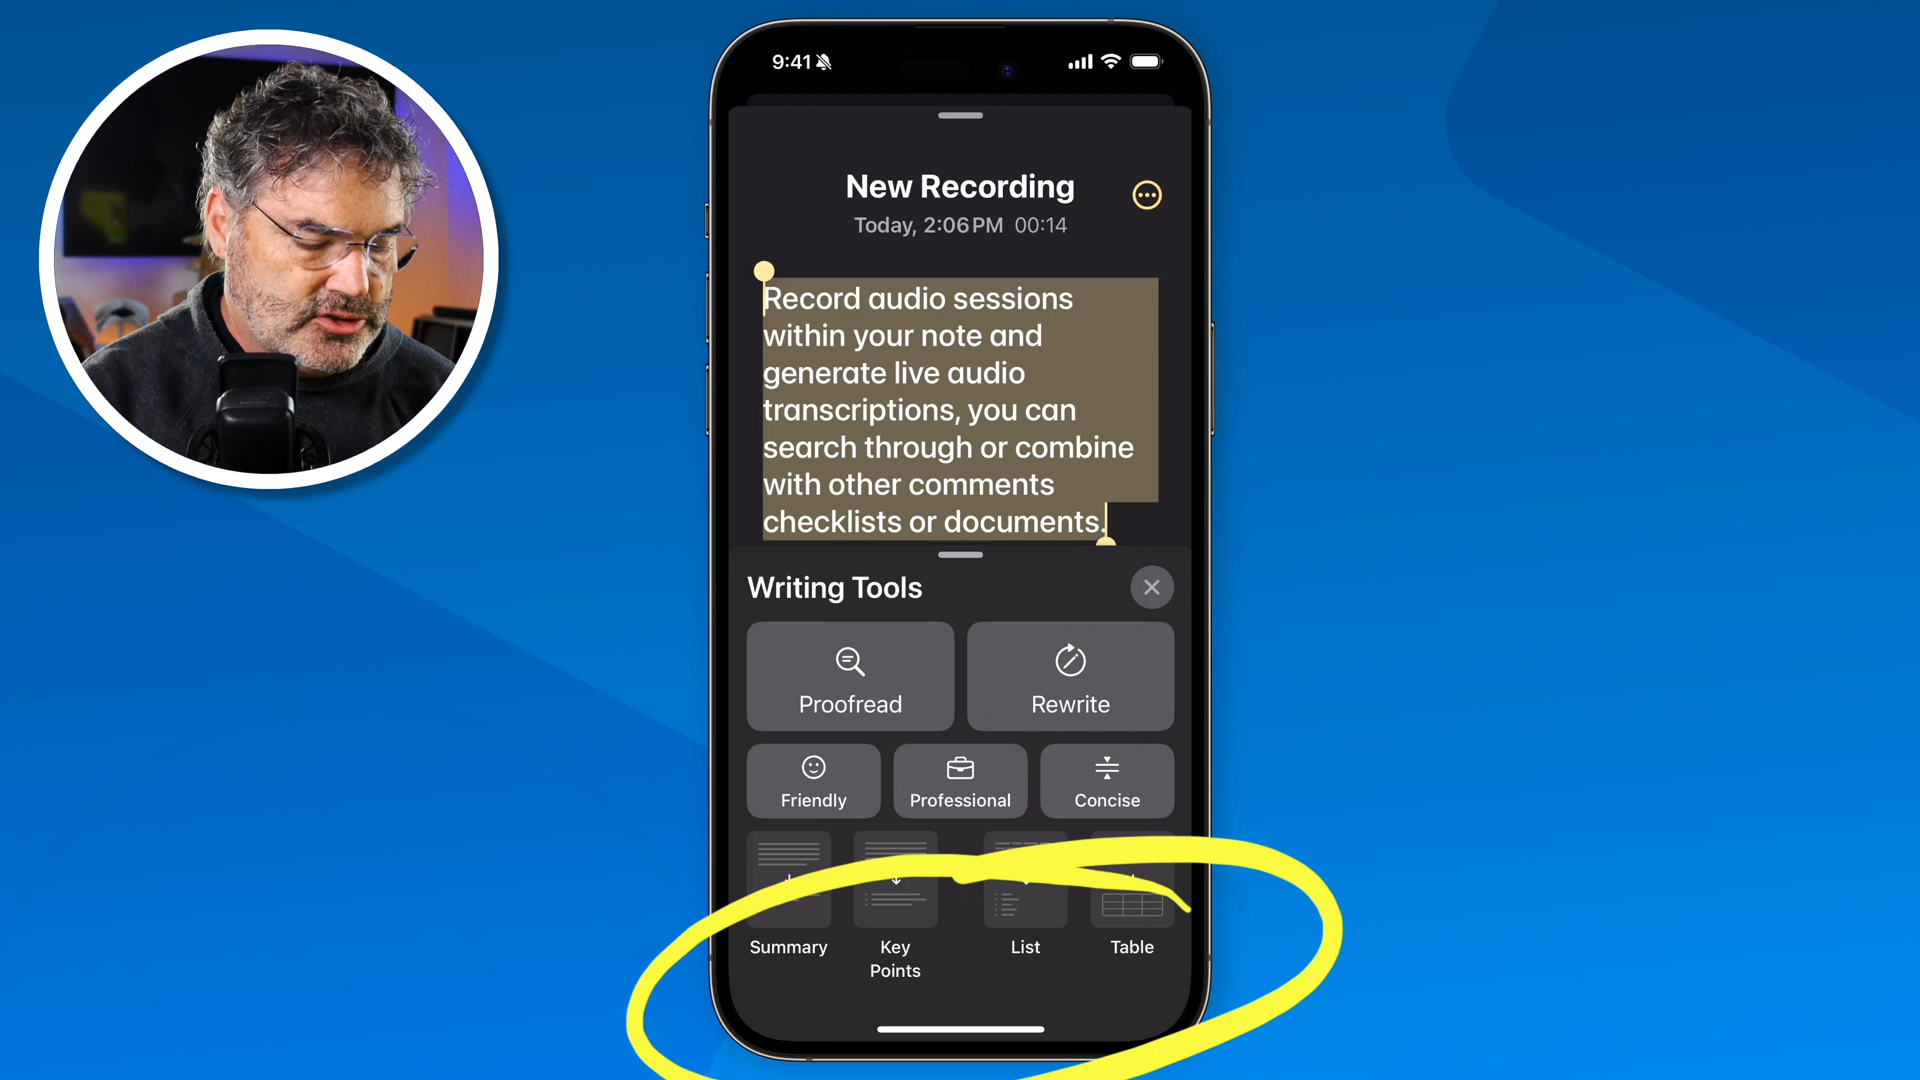 9:41
New Recording
Today, 2:06 PM 00:14
Record audio sessions
within your note and
generate live audio
transcriptions, you can
search through or combine
with other comments
checklists or documents.
Writing Tools
Proofread
Rewrite
Friendly
Professional
Concise
Summary
Key
Points
List
Table